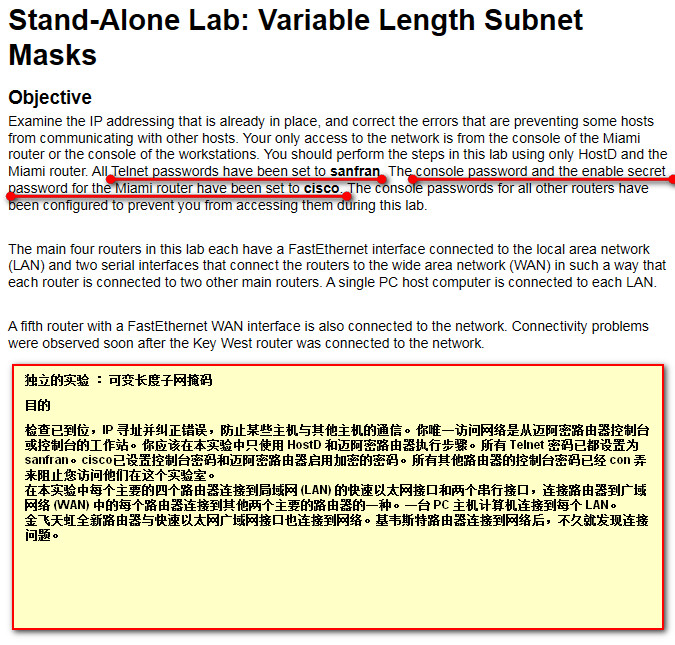 Stand-Alone Lab: Variable Length Subnet
Masks
Objective
Examine the IP addressing that is already in place, and correct the errors that are preventing some hosts
from communicating with other hosts. Your only access to the network is from the console of the Miami
router or the console of the workstations. You should perform the steps in this lab using only HostD and the
Miami router. All Telnet passwords have been set to sanfran. The console password and the enable secret
password for the Miami router have been set to cisco. The console passwords for all other routers have
been configured to prevent you from accessing them during this lab.
The main four routers in this lab each have a FastEthernet interface connected to the local area network
(LAN) and two serial interfaces that connect the routers to the wide area network (WAN) in such a way that
each router is connected to two other main routers. A single PC host computer is connected to each LAN.
A fifth router with a FastEthernet WAN interface is also connected to the network. Connectivity problems
were observed soon after the Key West router was connected to the network.
独立的实验 ：可变长度子网掩码
目的
检查已到位，IP 寻址并纠正错误，防止某些主机与其他主机的通信。你唯一访问网络是从迈阿密路由器控制台
或控制台的工作站。你应该在本实验中只使用 HostD 和迈阿密路由器执行步骤。所有 Telnet 密码已都设置为
sanfran。cisco已设置控制台密码和迈阿密路由器启用加密的密码。所有其他路由器的控制台密码已经 con 弄
来阻止您访问他们在这个实验室。
在本实验中每个主要的四个路由器连接到局域网 (LAN) 的快速以太网接口和两个串行接口，连接路由器到广域
网络 (WAN) 中的每个路由器连接到其他两个主要的路由器的一种。一台 PC 主机计算机连接到每个 LAN。
金飞天虹全新路由器与快速以太网广域网接口也连接到网络。基韦斯特路由器连接到网络后，不久就发现连接
问题。